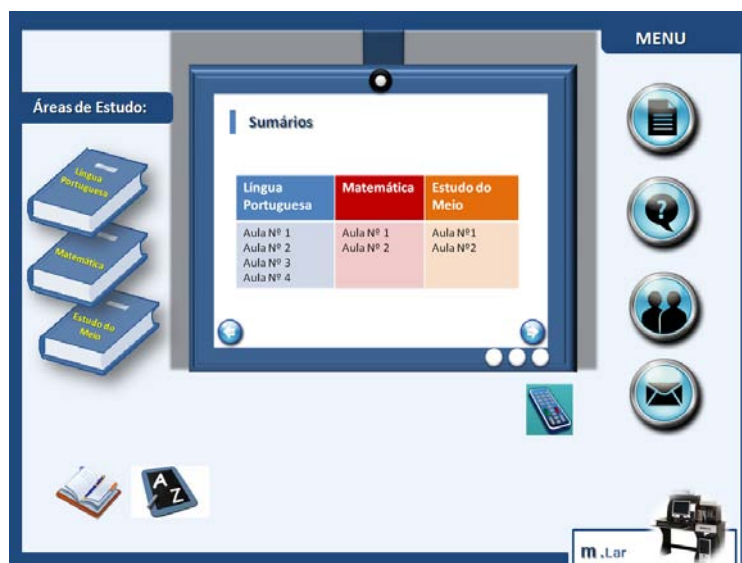 MENU
Áreas de Estudo:
Língua
Portuguesa
Matemática
Estudo do
Meio
Sumários
Língua
Portuguesa
Matemática
Estudo do
Meio
Aula Nº 1
Aula Nº 2
Aula Nº 3
Aula Nº 4
Aula Nº 1
Aula Nº 2
Aula Nº1
Aula Nº2
?
A
Z
m .Lar